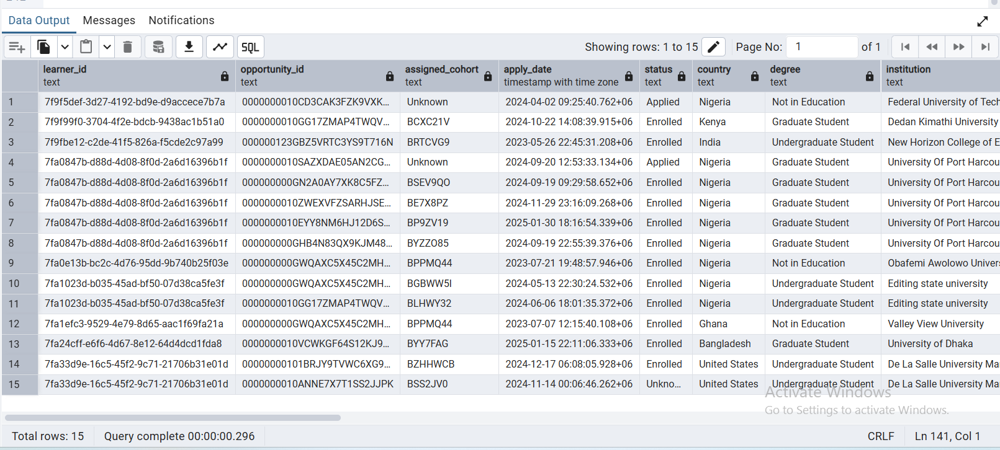 Data Output Messages Notifications
SQL Showing rows: 1 to 15 Page No: 1 of 1
learner_id opportunity_id assigned_cohort apply_date status country degree institution
text text text timestamp with time zone text text text text
1 7f9f5def-3d27-4192-bd9e-d9accece7b7a 0000000010CD3CAK3FZK9VXK... Unknown 2024-04-02 09:25:40.762+06 Applied Nigeria Not in Education Federal University of Tech
2 7f9f99f0-3704-4f2e-bdcb-9438ac1b51a0 0000000010GG17ZMAP4TWQV... BCXC21V 2024-10-22 14:08:39.915+06 Enrolled Kenya Graduate Student Dedan Kimathi University
3 7f9fbe12-c2de-41f5-826a-f5cde2c97a99 000000123GBZ5VRTC3YS9T716N BRTCVG9 2023-05-26 22:45:31.208+06 Enrolled India Undergraduate Student New Horizon College of E
4 7fa0847b-d88d-4d08-8f0d-2a6d16396b1f 0000000010SAZXDAE05AN2CG... Unknown 2024-09-20 12:53:33.134+06 Applied Nigeria Graduate Student University Of Port Harcou
5 7fa0847b-d88d-4d08-8f0d-2a6d16396b1f 000000000GN2A0AY7XK8C5FZ... BSEV9QO 2024-09-19 09:29:58.652+06 Enrolled Nigeria Graduate Student University Of Port Harcou
6 7fa0847b-d88d-4d08-8f0d-2a6d16396b1f 0000000010ZWEXVFZSARHJSE... BE7X8PZ 2024-11-29 23:16:09.268+06 Enrolled Nigeria Graduate Student University Of Port Harcou
7 7fa0847b-d88d-4d08-8f0d-2a6d16396b1f 0000000010EYY8NM6HJ12D6S... BP9ZV19 2025-01-30 18:16:54.339+06 Enrolled Nigeria Graduate Student University Of Port Harcou
8 7fa0847b-d88d-4d08-8f0d-2a6d16396b1f 000000000GHB4N83QX9KJM48... BYZZO85 2024-09-19 22:55:39.376+06 Enrolled Nigeria Graduate Student University Of Port Harcou
9 7fa0e13b-bc2c-4d76-95dd-9b740b25f03e 000000000GWQAXC5X45C2MH... BPPMQ44 2023-07-21 19:48:57.946+06 Enrolled Nigeria Not in Education Obafemi Awolowo Univers
10 7fa1023d-b035-45ad-bf50-07d38ca5fe3f 000000000GWQAXC5X45C2MH... BGBWW5I 2024-05-13 22:30:24.532+06 Enrolled Nigeria Undergraduate Student Editing state university
11 7fa1023d-b035-45ad-bf50-07d38ca5fe3f 0000000010GG17ZMAP4TWQV... BLHWY32 2024-06-06 18:01:35.372+06 Enrolled Nigeria Undergraduate Student Editing state university
12 7fa1efc3-9529-4e79-8d65-aac1f69fa21a 000000000GWQAXC5X45C2MH... BPPMQ44 2023-07-07 12:15:40.108+06 Enrolled Ghana Not in Education Valley View University
13 7fa24cff-e6f6-4d67-8e12-64d4dcd1fda8 0000000010VCWKGF64S12KJ9... BYY7FAG 2025-01-15 22:11:06.333+06 Enrolled Bangladesh Graduate Student University of Dhaka
14 7fa33d9e-16c5-45f2-9c71-21706b31e01d 00000000101BRJY9TVWC6XG9... BZHHWCB 2024-12-17 06:08:05.928+06 Enrolled United States Undergraduate Student De La Salle University Ma
15 7fa33d9e-16c5-45f2-9c71-21706b31e01d 0000000010ANNE7X7T1SS2JJPK BSS2JV0 2024-11-14 00:06:46.262+06 Unkno... United States Undergraduate Student De La Salle University Ma
Activate Windows
Go to Settings to activate Windows.
Total rows: 15 Query complete 00:00:00.296 CRLF Ln 141, Col 1